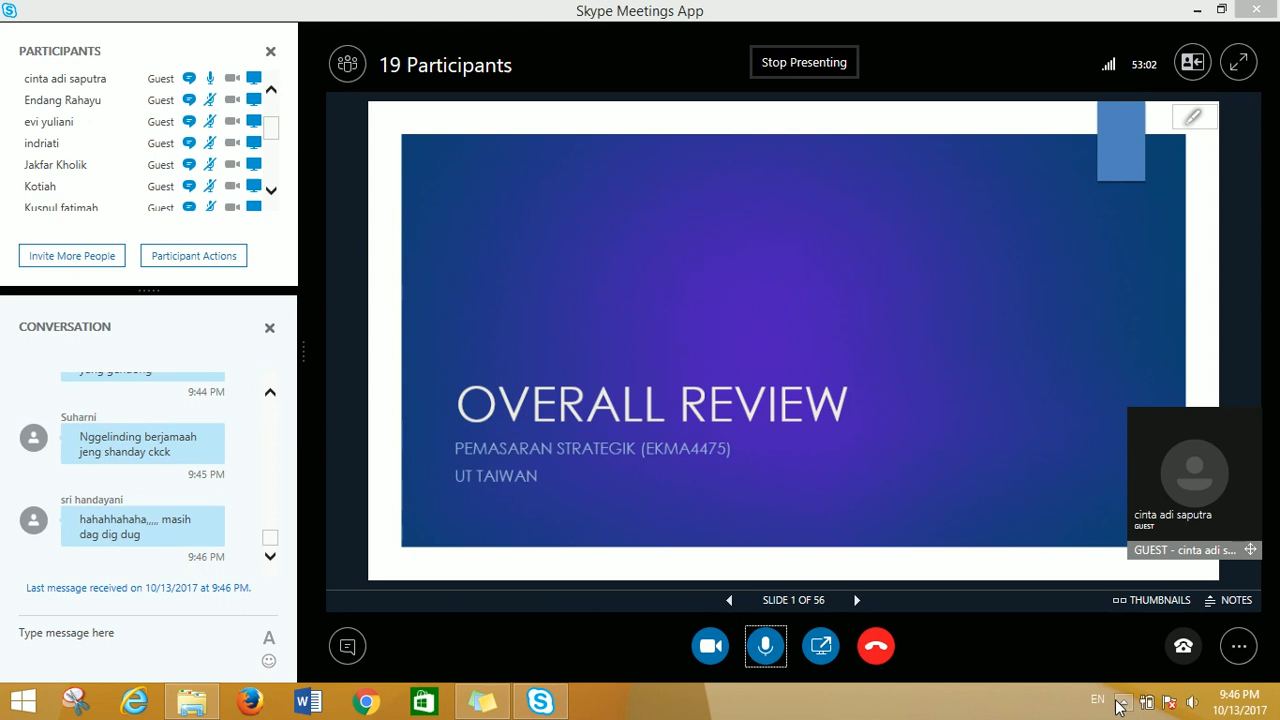 Skype Meetings App
PARTICIPANTS
cinta adi saputra Guest
Endang Rahayu Guest
evi yuliani Guest
indriati Guest
Jakfar Kholik Guest
Kotiah Guest
Kusnul fatimah Guest
Invite More People
Participant Actions
CONVERSATION
yang gendong
9:44 PM
Suharni
Nggelinding berjamaah
jeng shanday ckck
9:45 PM
sri handayani
hahahhahaha,,,,, masih
dag dig dug
9:46 PM
Last message received on 10/13/2017 at 9:46 PM.
Type message here
A
19 Participants
Stop Presenting
53:02
OVERALL REVIEW
PEMASARAN STRATEGIK (EKMA4475)
UT TAIWAN
cinta adi saputra
GUEST
GUEST - cinta adi s...
SLIDE 1 OF 56
THUMBNAILS
NOTES
EN
9:46 PM
10/13/2017